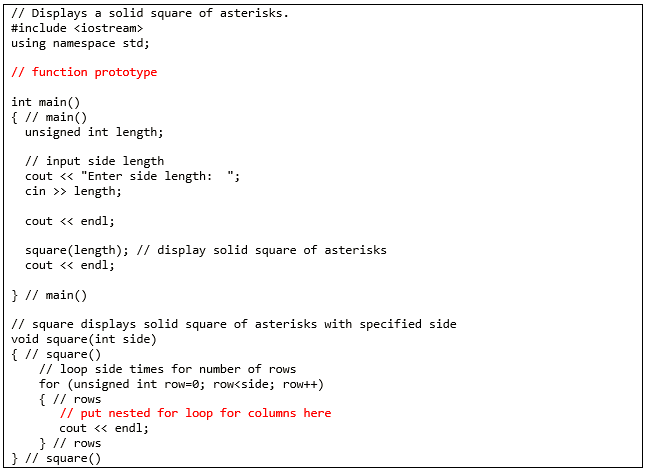 // Displays a solid square of asterisks.
#include <iostream>
using namespace std;

// function prototype

int main()
{ // main()
  unsigned int length;

  // input side length
  cout << "Enter side length:  ";
  cin >> length;

  cout << endl;

  square(length); // display solid square of asterisks
  cout << endl;

} // main()

// square displays solid square of asterisks with specified side
void square(int side)
{ // square()
    // loop side times for number of rows
    for (unsigned int row=0; row<side; row++)
    { // rows
       // put nested for loop for columns here
       cout << endl;
    } // rows
} // square()